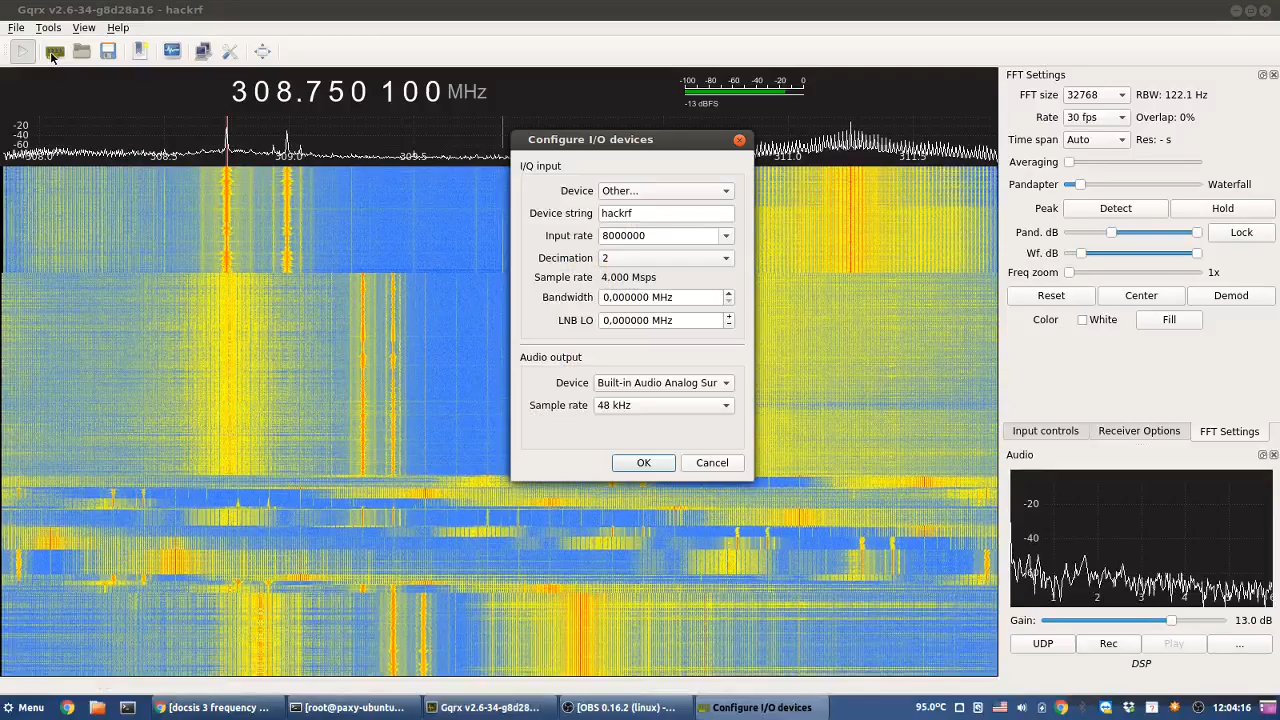 Gqrx v2.6-34-g8d28a16 - hackrf
File Tools View Help
308.750 100 MHz
-100 -80 -60 -40 -20 0
-13 dBFS
-20
-40
-60
308.0 308.5 309.0 309.5 311.0 311.5
Configure I/O devices
I/Q input
Device Other...
Device string hackrf
Input rate 8000000
Decimation 2
Sample rate 4.000 Msps
Bandwidth 0,000000 MHz
LNB LO 0,000000 MHz
Audio output
Device Built-in Audio Analog Sur
Sample rate 48 kHz
OK Cancel
FFT Settings
FFT size 32768 RBW: 122.1 Hz
Rate 30 fps Overlap: 0%
Time span Auto Res: - s
Averaging
Pandapter Waterfall
Peak Detect Hold
Pand. dB Lock
Wf. dB
Freq zoom 1x
Reset Center Demod
Color White Fill
Input controls Receiver Options FFT Settings
Audio
-20
-40
1 2 3 4 5
Gain: 13.0 dB
UDP Rec Play ...
DSP
Menu [docsis 3 frequency ... [root@paxy-ubuntu... Gqrx v2.6-34-g8d28... [OBS 0.16.2 (linux) -... Configure I/O devices 95.0°C 12:04:16